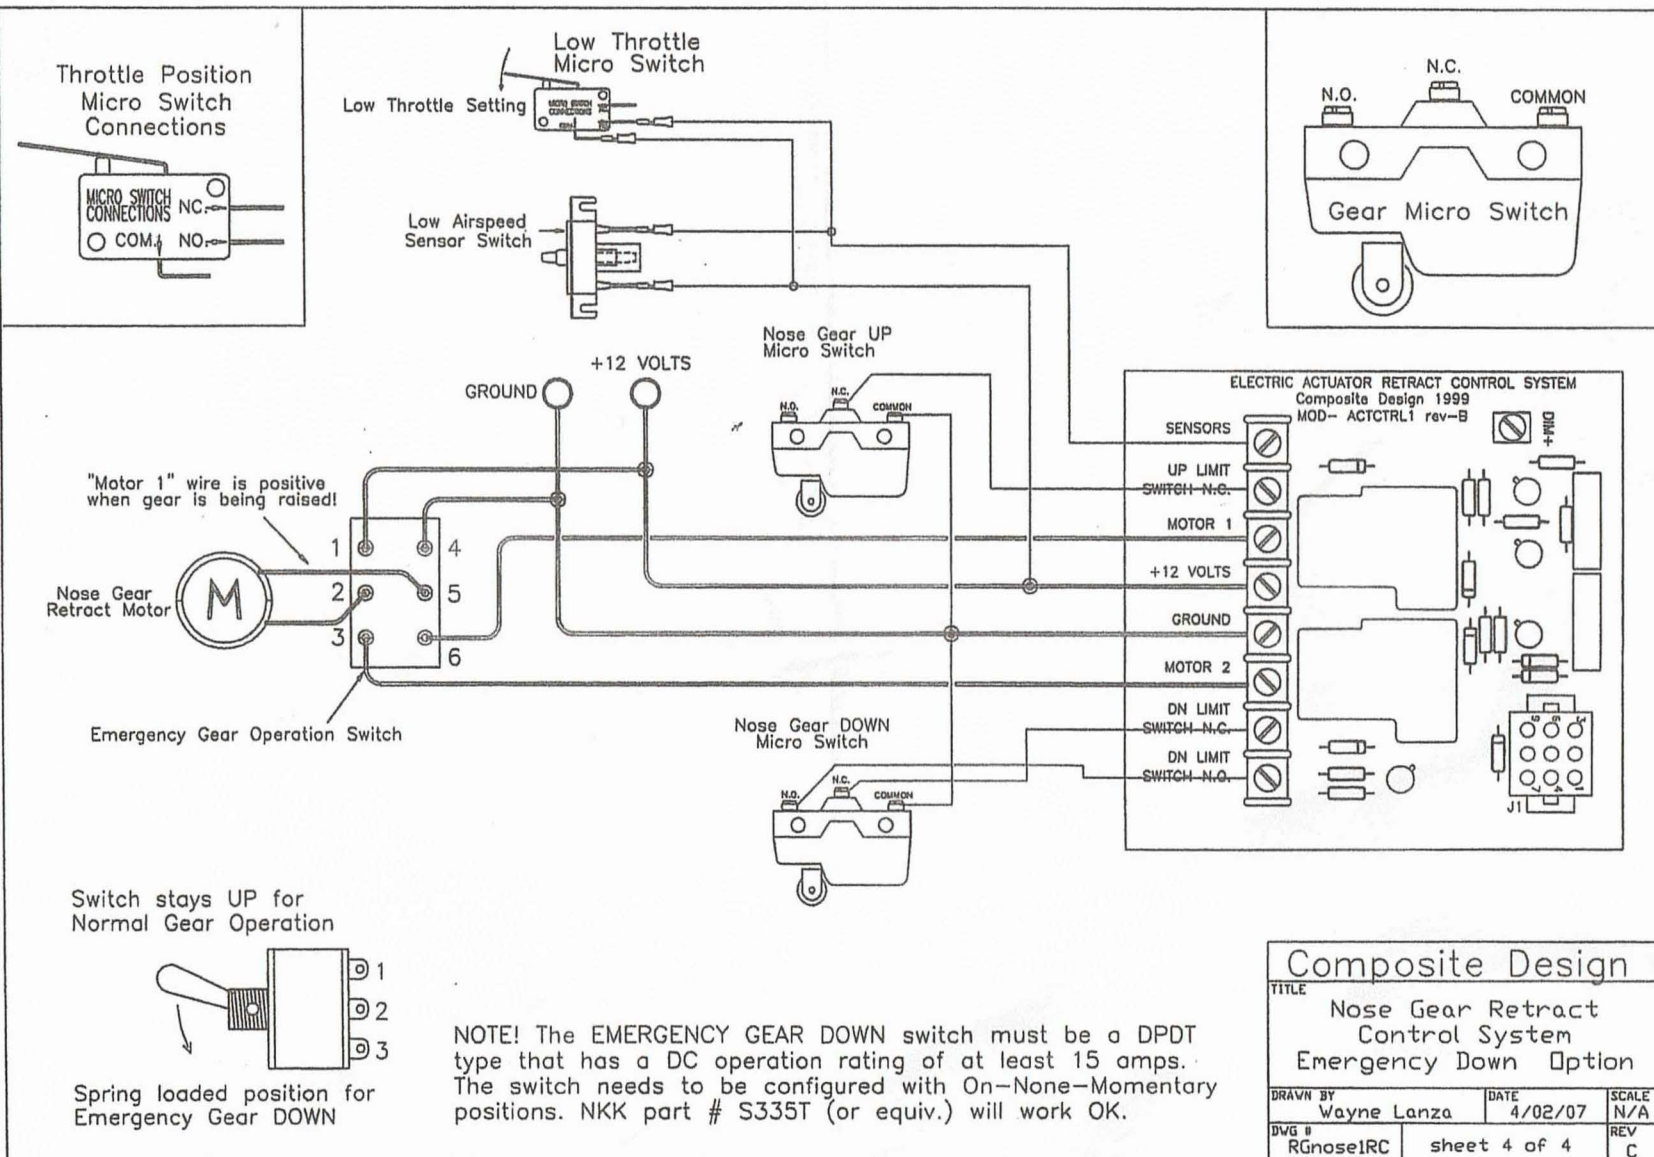 Throttle Position
Micro Switch
Connections
MICRO SWITCH
CONNECTIONS
NC.
COM.
NO.
Low Throttle
Micro Switch
Low Throttle Setting
MICRO SWITCH
CONNECTIONS
Low Airspeed
Sensor Switch
N.C.
N.O.
COMMON
Gear Micro Switch
Nose Gear UP
Micro Switch
+12 VOLTS
GROUND
N.C.
N.O.
COMMON
ELECTRIC ACTUATOR RETRACT CONTROL SYSTEM
Composite Design 1999
MOD- ACTCTRL1 rev-B
DIM+
SENSORS
UP LIMIT
SWITCH N.C.
MOTOR 1
+12 VOLTS
GROUND
MOTOR 2
DN LIMIT
SWITCH N.C.
DN LIMIT
SWITCH N.O.
9 6 3
7 4 1
J1
"Motor 1" wire is positive
when gear is being raised!
1 4
2 5
3 6
M
Nose Gear
Retract Motor
Emergency Gear Operation Switch
Nose Gear DOWN
Micro Switch
N.C.
N.O.
COMMON
Switch stays UP for
Normal Gear Operation
1
2
3
Spring loaded position for
Emergency Gear DOWN
NOTE! The EMERGENCY GEAR DOWN switch must be a DPDT
type that has a DC operation rating of at least 15 amps.
The switch needs to be configured with On-None-Momentary
positions. NKK part # S335T (or equiv.) will work OK.
Composite Design
TITLE
Nose Gear Retract
Control System
Emergency Down Option
DRAWN BY
Wayne Lanza
DATE
4/02/07
SCALE
N/A
DWG #
RGnose1RC
sheet 4 of 4
REV
C